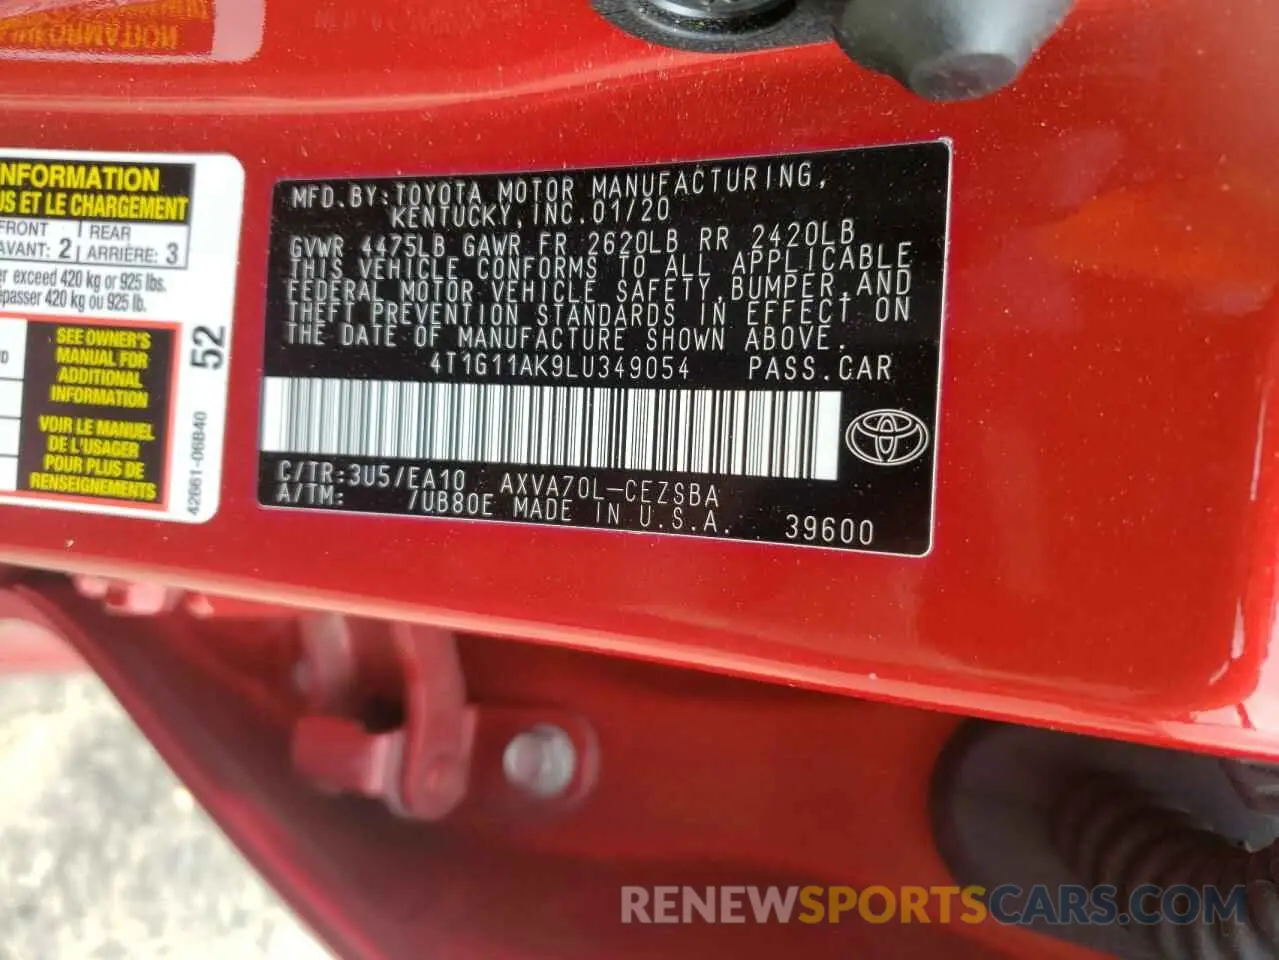 NFORMATION
US ET LE CHARGEMENT
FRONT REAR
AVANT: 2 ARRIÈRE: 3
er exceed 420 kg or 925 lbs.
épasser 420 kg ou 925 lb.
SEE OWNER'S
MANUAL FOR
ADDITIONAL
INFORMATION
VOIR LE MANUEL
DE L'USAGER
POUR PLUS DE
RENSEIGNEMENTS
52
42661-06B40
MFD.BY:TOYOTA MOTOR MANUFACTURING,
KENTUCKY,INC.01/20
GVWR 4475LB GAWR FR 2620LB RR 2420LB
THIS VEHICLE CONFORMS TO ALL APPLICABLE
FEDERAL MOTOR VEHICLE SAFETY,BUMPER,AND
THEFT PREVENTION STANDARDS IN EFFECT ON
THE DATE OF MANUFACTURE SHOWN ABOVE.
4T1G11AK9LU349054 PASS.CAR
C/TR:3U5/EA10 AXVA70L-CEZSBA
A/TM: /UB80E MADE IN U.S.A. 39600
RENEWSPORTSCARS.COM